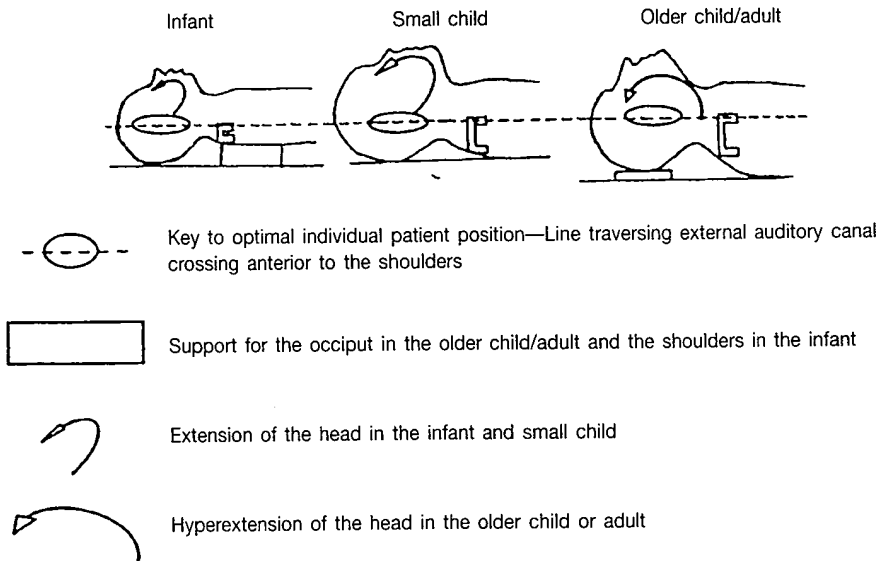 Infant
Small child
Older child/adult
Key to optimal individual patient position—Line traversing external auditory canal
crossing anterior to the shoulders
Support for the occiput in the older child/adult and the shoulders in the infant
Extension of the head in the infant and small child
Hyperextension of the head in the older child or adult